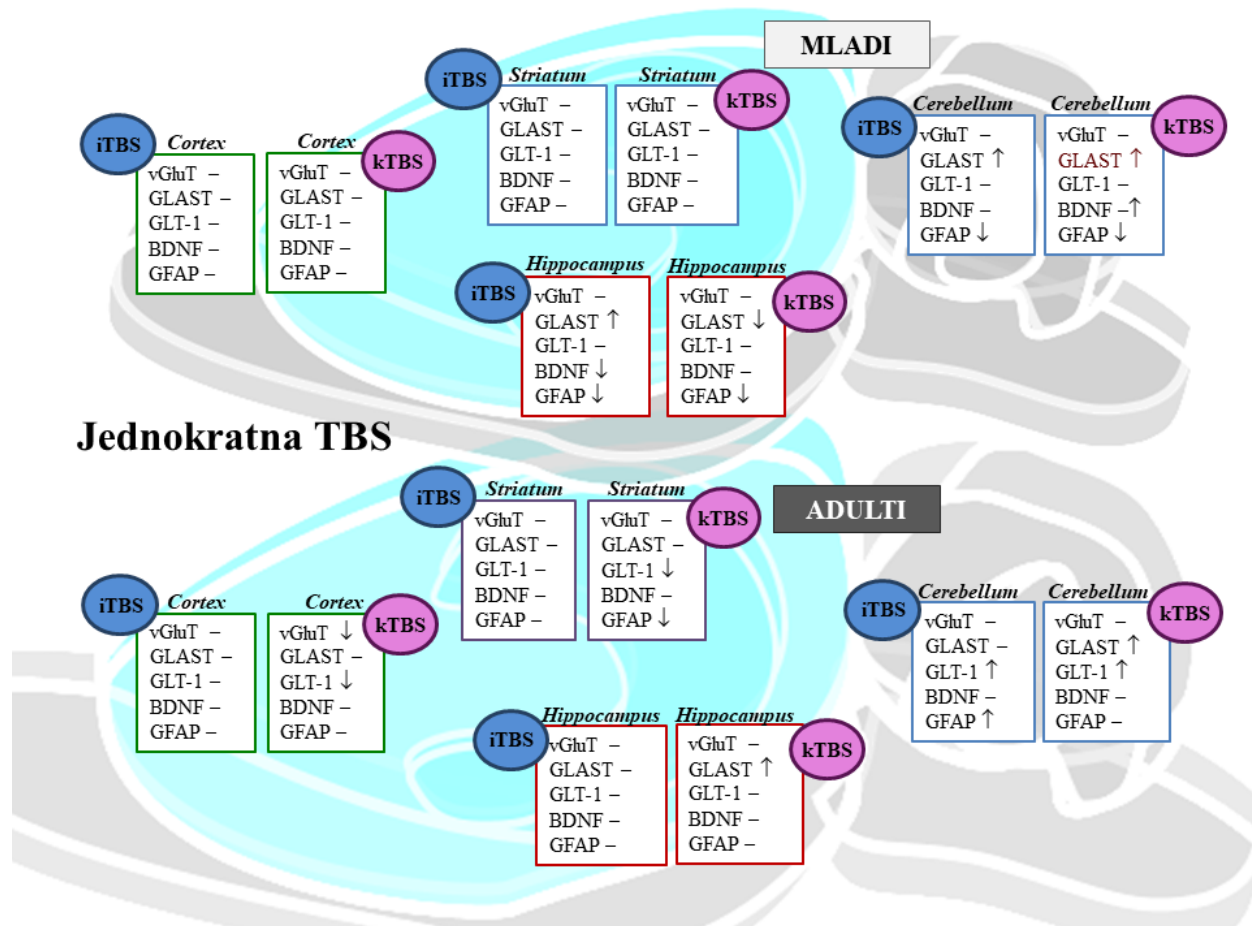 MLADI
iTBS
Striatum
vGluT –
GLAST –
GLT-1 –
BDNF –
GFAP –
Striatum
kTBS
vGluT –
GLAST –
GLT-1 –
BDNF –
GFAP –
iTBS
Cortex
vGluT –
GLAST –
GLT-1 –
BDNF –
GFAP –
Cortex
kTBS
vGluT –
GLAST –
GLT-1 –
BDNF –
GFAP –
iTBS
Cerebellum
vGluT –
GLAST ↑
GLT-1 –
BDNF –
GFAP ↓
Cerebellum
kTBS
vGluT –
GLAST ↑
GLT-1 –
BDNF –↑
GFAP ↓
iTBS
Hippocampus
vGluT –
GLAST ↑
GLT-1 –
BDNF ↓
GFAP ↓
Hippocampus
kTBS
vGluT –
GLAST ↓
GLT-1 –
BDNF –
GFAP ↓
Jednokratna TBS
ADULTI
iTBS
Striatum
vGluT –
GLAST –
GLT-1 –
BDNF –
GFAP –
Striatum
kTBS
vGluT –
GLAST –
GLT-1 ↓
BDNF –
GFAP ↓
iTBS
Cortex
vGluT –
GLAST –
GLT-1 –
BDNF –
GFAP –
Cortex
kTBS
vGluT ↓
GLAST –
GLT-1 ↓
BDNF –
GFAP –
iTBS
Cerebellum
vGluT –
GLAST –
GLT-1 ↑
BDNF –
GFAP ↑
Cerebellum
kTBS
vGluT –
GLAST ↑
GLT-1 ↑
BDNF –
GFAP –
iTBS
Hippocampus
vGluT –
GLAST –
GLT-1 –
BDNF –
GFAP –
Hippocampus
kTBS
vGluT –
GLAST ↑
GLT-1 –
BDNF –
GFAP –